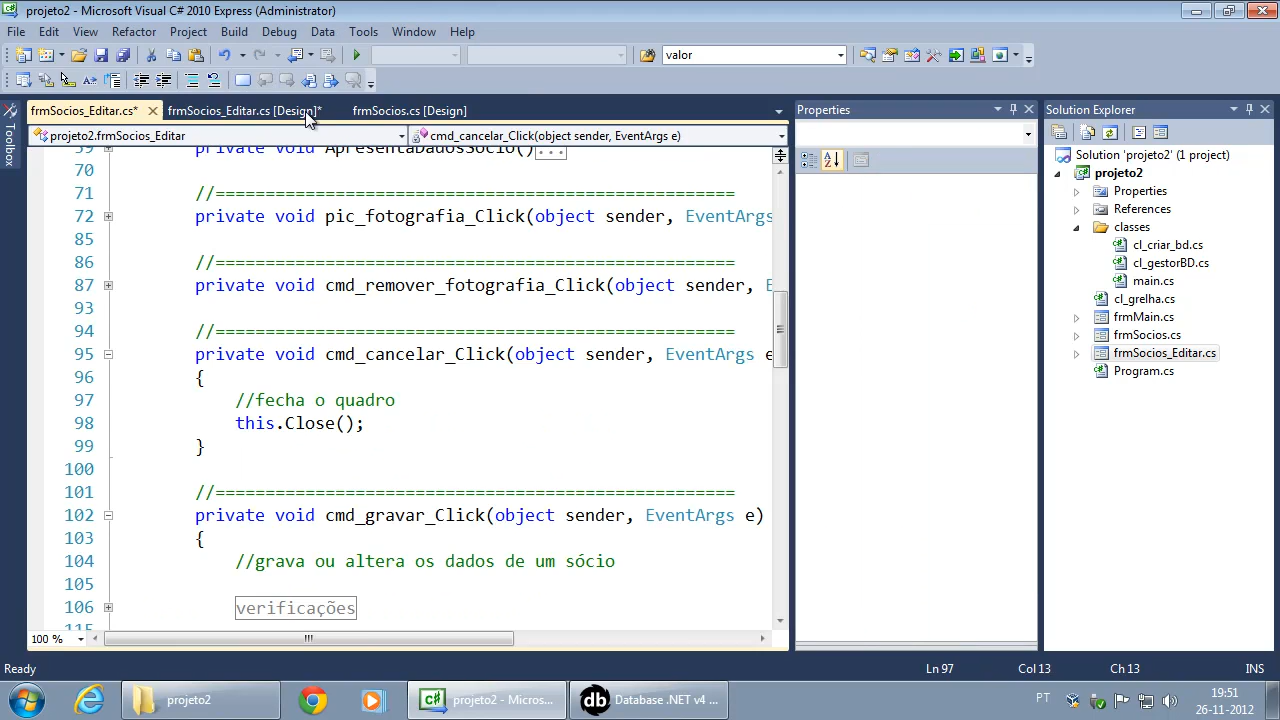 projeto2 - Microsoft Visual C# 2010 Express (Administrator)
File Edit View Refactor Project Build Debug Data Tools Window Help
valor
frmSocios_Editar.cs* frmSocios_Editar.cs [Design]* frmSocios.cs [Design]
projeto2.frmSocios_Editar cmd_cancelar_Click(object sender, EventArgs e)
59 private void ApresentaDadosSocio()...
70
71 //====================================================
72 private void pic_fotografia_Click(object sender, EventArgs
85
86 //====================================================
87 private void cmd_remover_fotografia_Click(object sender, E
93
94 //====================================================
95 private void cmd_cancelar_Click(object sender, EventArgs e
96 {
97 //fecha o quadro
98 this.Close();
99 }
100
101 //====================================================
102 private void cmd_gravar_Click(object sender, EventArgs e)
103 {
104 //grava ou altera os dados de um sócio
105
106 verificações
115
100 %
Toolbox
Properties
Solution Explorer
Solution 'projeto2' (1 project)
projeto2
Properties
References
classes
cl_criar_bd.cs
cl_gestorBD.cs
main.cs
cl_grelha.cs
frmMain.cs
frmSocios.cs
frmSocios_Editar.cs
Program.cs
Ready Ln 97 Col 13 Ch 13 INS
projeto2 projeto2 - Micros... Database .NET v4 ... PT 19:51
26-11-2012